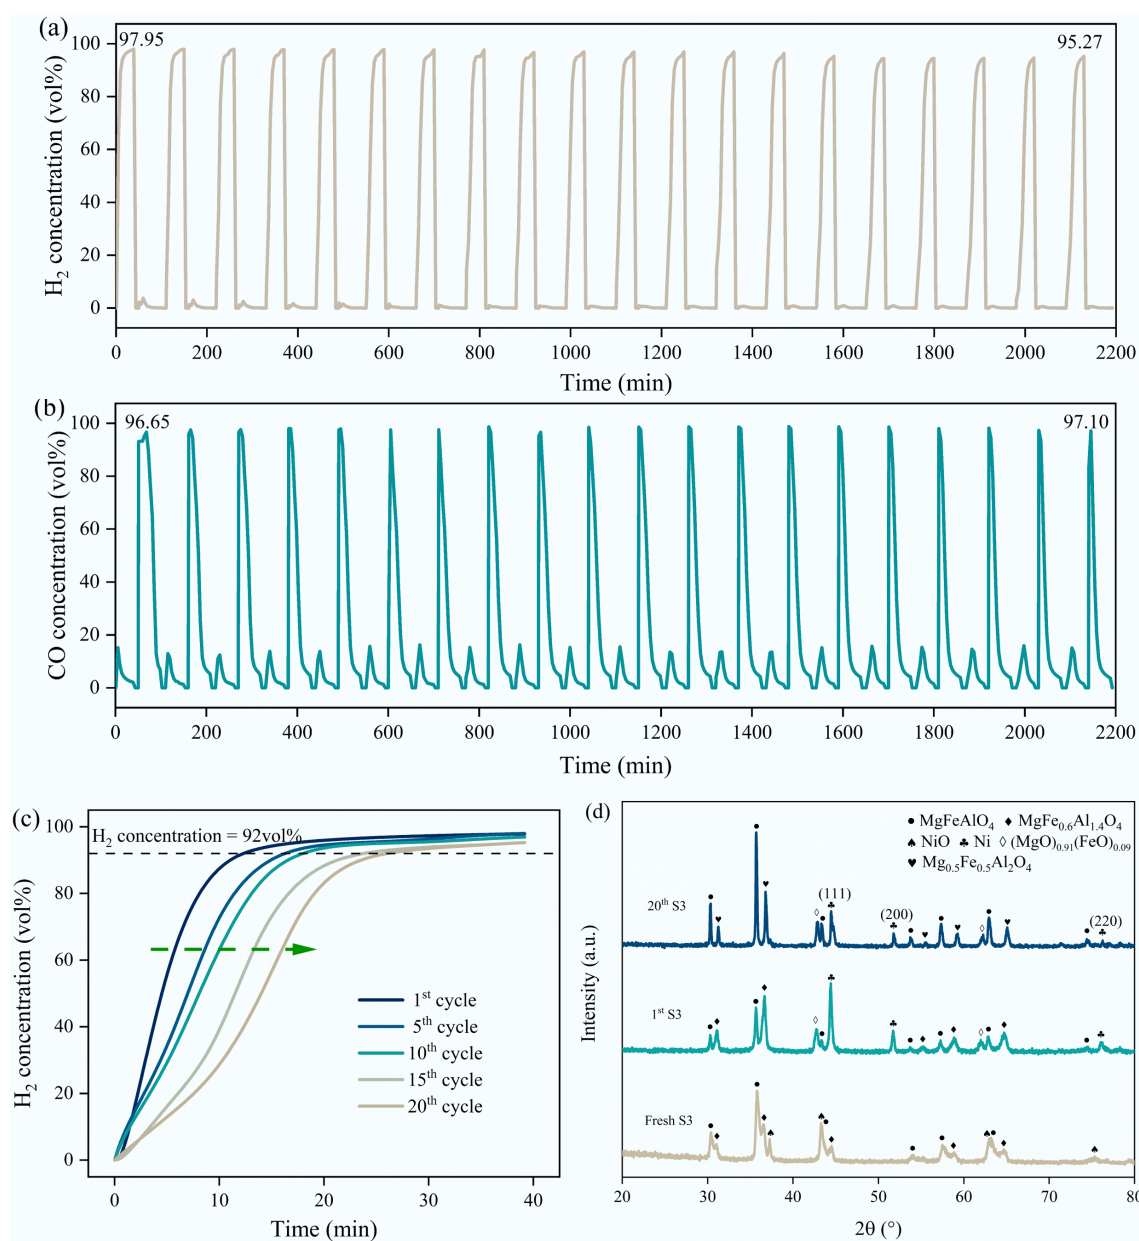 (a)
97.95
95.27
H₂ concentration (vol%)
100
80
60
40
20
0
0 200 400 600 800 1000 1200 1400 1600 1800 2000 2200
Time (min)
(b)
96.65
97.10
CO concentration (vol%)
100
80
60
40
20
0
0 200 400 600 800 1000 1200 1400 1600 1800 2000 2200
Time (min)
(c)
H₂ concentration = 92vol%
H₂ concentration (vol%)
100
80
60
40
20
0
1ˢᵗ cycle
5ᵗʰ cycle
10ᵗʰ cycle
15ᵗʰ cycle
20ᵗʰ cycle
0 10 20 30 40
Time (min)
(d)
● MgFeAlO₄ ♦ MgFe₀.₆Al₁.₄O₄
♠ NiO ♣ Ni ◊ (MgO)₀.₉₁(FeO)₀.₀₉
♥ Mg₀.₅Fe₀.₅Al₂O₄
20ᵗʰ S3
(111)
(200)
(220)
1ˢᵗ S3
Fresh S3
Intensity (a.u.)
20 30 40 50 60 70 80
2θ (°)